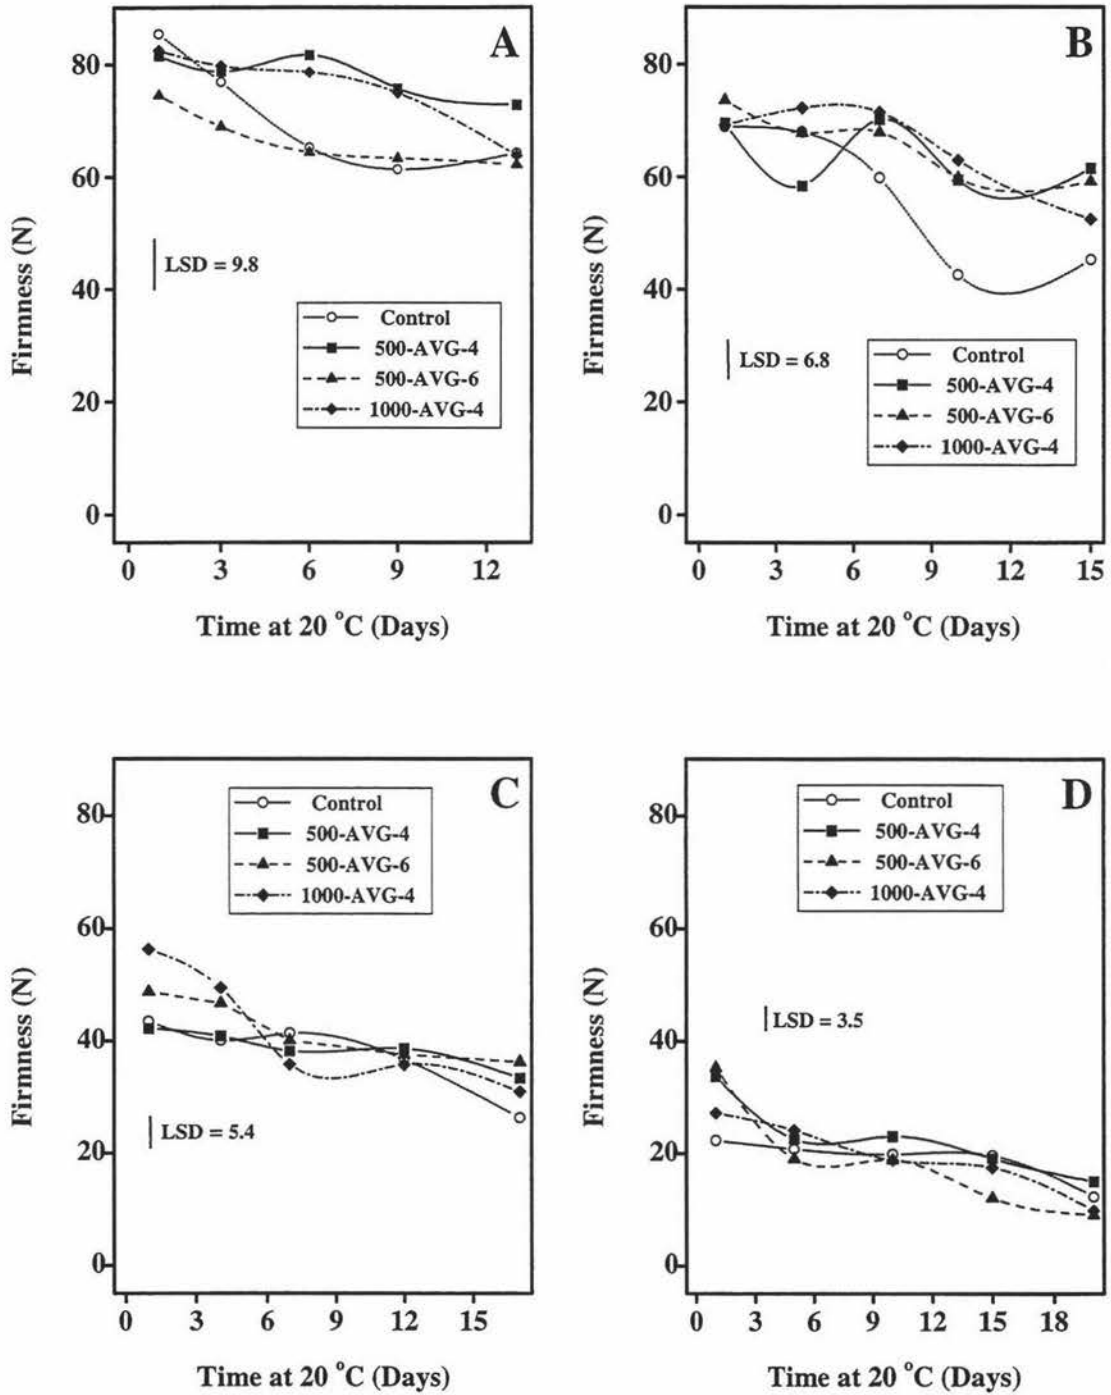 A
Firmness (N)
80
60
40
20
0
LSD = 9.8
Control
500-AVG-4
500-AVG-6
1000-AVG-4
0 3 6 9 12
Time at 20 °C (Days)
B
Firmness (N)
80
60
40
20
0
LSD = 6.8
Control
500-AVG-4
500-AVG-6
1000-AVG-4
0 3 6 9 12 15
Time at 20 °C (Days)
C
Firmness (N)
80
60
40
20
0
Control
500-AVG-4
500-AVG-6
1000-AVG-4
LSD = 5.4
0 3 6 9 12 15
Time at 20 °C (Days)
D
Firmness (N)
80
60
40
20
0
Control
500-AVG-4
500-AVG-6
1000-AVG-4
LSD = 3.5
0 3 6 9 12 15 18
Time at 20 °C (Days)